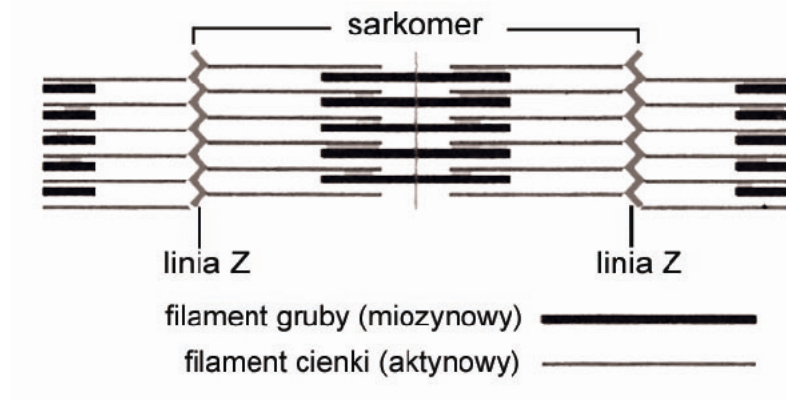 sarkomer
linia Z
linia Z
filament gruby (miozynowy)
filament cienki (aktynowy)